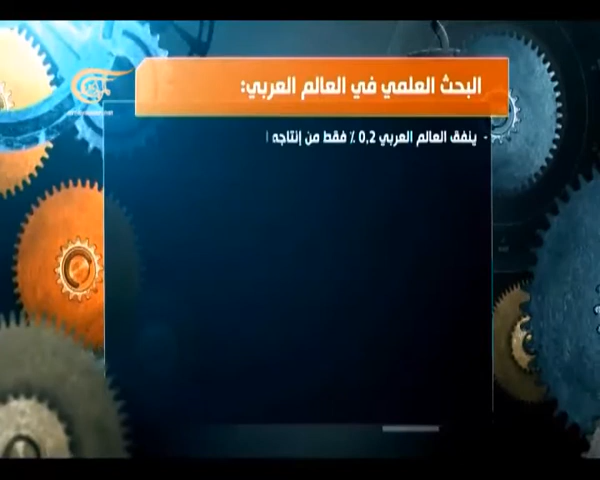 البحث العلمي في العالم العربي:
- ينفق العالم العربي 0,2 ٪ فقط من إنتاجه